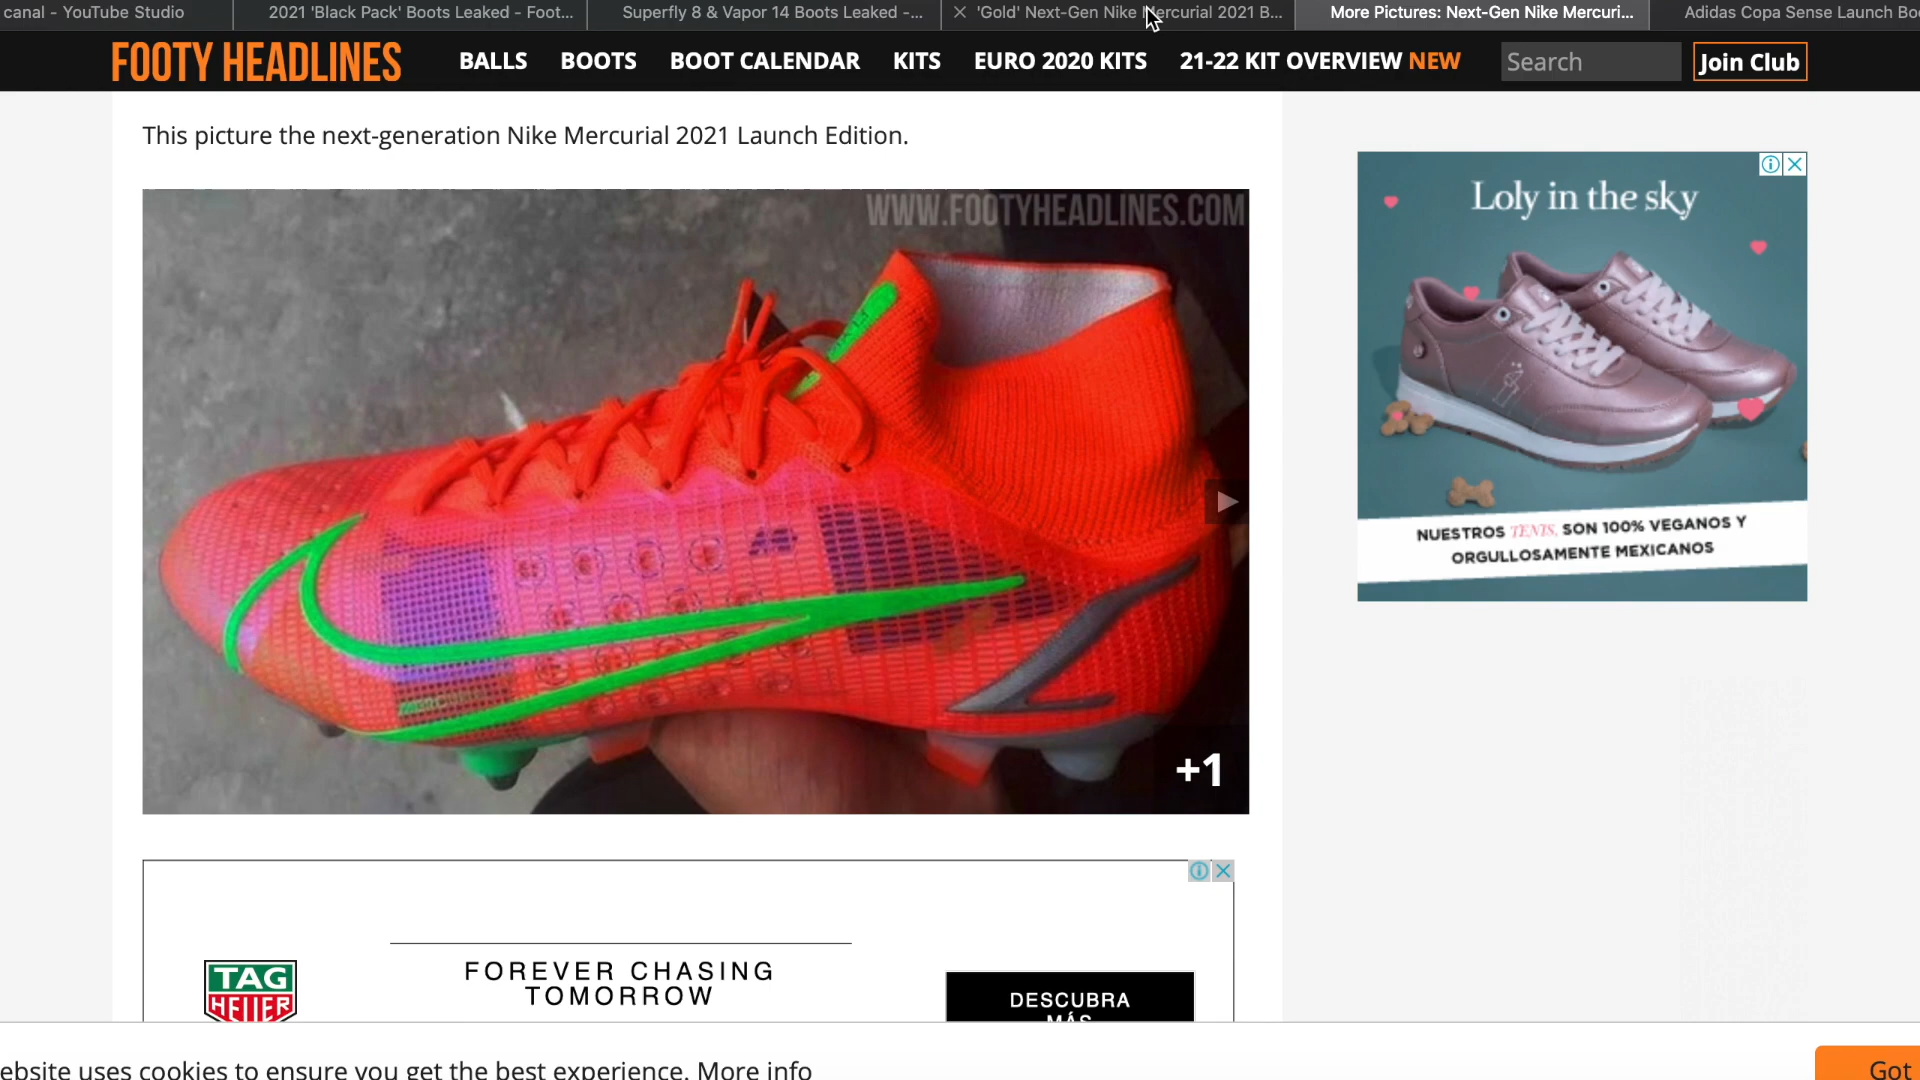 canal - YouTube Studio
2021 'Black Pack' Boots Leaked - Foot...
Superfly 8 & Vapor 14 Boots Leaked -...
'Gold' Next-Gen Nike Mercurial 2021 B...
More Pictures: Next-Gen Nike Mercuri...
Adidas Copa Sense Launch Bo
FOOTY HEADLINES
BALLS
BOOTS
BOOT CALENDAR
KITS
EURO 2020 KITS
21-22 KIT OVERVIEW NEW
Search
Join Club
This picture the next-generation Nike Mercurial 2021 Launch Edition.
WWW.FOOTYHEADLINES.COM
+1
Loly in the sky
NUESTROS TENIS, SON 100% VEGANOS Y
ORGULLOSAMENTE MEXICANOS
FOREVER CHASING
TOMORROW
TAG
HEUER
DESCUBRA
MÁS
ebsite uses cookies to ensure you get the best experience. More info
Got